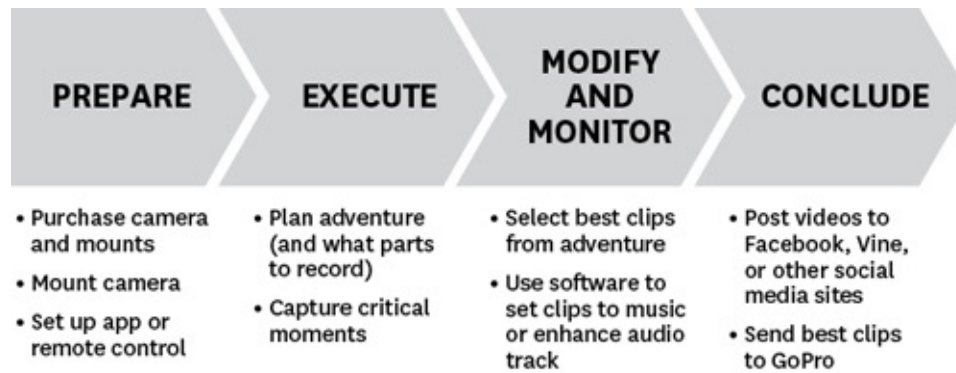 PREPARE
EXECUTE
MODIFY
AND
MONITOR
CONCLUDE
• Purchase camera
and mounts
• Mount camera
• Set up app or
remote control
• Plan adventure
(and what parts
to record)
• Capture critical
moments
• Select best clips
from adventure
• Use software to
set clips to music
or enhance audio
track
• Post videos to
Facebook, Vine,
or other social
media sites
• Send best clips
to GoPro